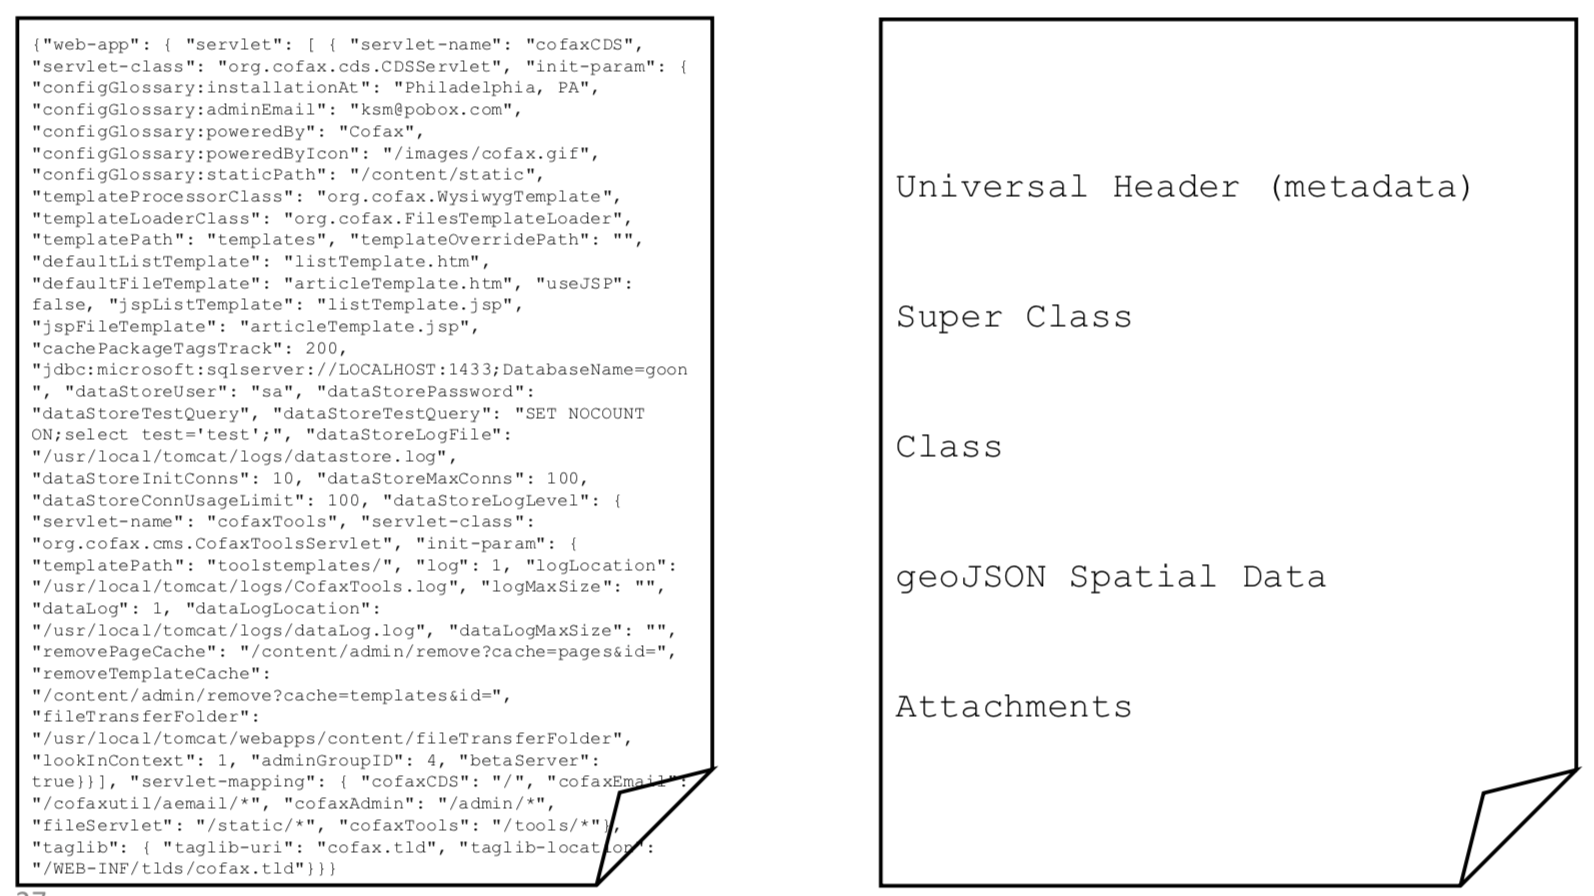 {"web-app": { "servlet": [ { "servlet-name": "cofaxCDS",
"servlet-class": "org.cofax.cds.CDSServlet", "init-param": {
"configGlossary:installationAt": "Philadelphia, PA",
"configGlossary:adminEmail": "ksm@pobox.com",
"configGlossary:poweredBy": "Cofax",
"configGlossary:poweredByIcon": "/images/cofax.gif",
"configGlossary:staticPath": "/content/static",
"templateProcessorClass": "org.cofax.WysiwygTemplate",
"templateLoaderClass": "org.cofax.FilesTemplateLoader",
"templatePath": "templates", "templateOverridePath": "",
"defaultListTemplate": "listTemplate.htm",
"defaultFileTemplate": "articleTemplate.htm", "useJSP":
false, "jspListTemplate": "listTemplate.jsp",
"jspFileTemplate": "articleTemplate.jsp",
"cachePackageTagsTrack": 200,
"jdbc:microsoft:sqlserver://LOCALHOST:1433;DatabaseName=goon
", "dataStoreUser": "sa", "dataStorePassword":
"dataStoreTestQuery", "dataStoreTestQuery": "SET NOCOUNT
ON;select test='test';", "dataStoreLogFile":
"/usr/local/tomcat/logs/datastore.log",
"dataStoreInitConns": 10, "dataStoreMaxConns": 100,
"dataStoreConnUsageLimit": 100, "dataStoreLogLevel": {
"servlet-name": "cofaxTools", "servlet-class":
"org.cofax.cms.CofaxToolsServlet", "init-param": {
"templatePath": "toolstemplates/", "log": 1, "logLocation":
"/usr/local/tomcat/logs/CofaxTools.log", "logMaxSize": "",
"dataLog": 1, "dataLogLocation":
"/usr/local/tomcat/logs/dataLog.log", "dataLogMaxSize": "",
"removePageCache": "/content/admin/remove?cache=pages&id=",
"removeTemplateCache":
"/content/admin/remove?cache=templates&id=",
"fileTransferFolder":
"/usr/local/tomcat/webapps/content/fileTransferFolder",
"lookInContext": 1, "adminGroupID": 4, "betaServer":
true}}], "servlet-mapping": { "cofaxCDS": "/", "cofaxEmail":
"/cofaxutil/aemail/*", "cofaxAdmin": "/admin/*",
"fileServlet": "/static/*", "cofaxTools": "/tools/*"},
"taglib": { "taglib-uri": "cofax.tld", "taglib-location":
"/WEB-INF/tlds/cofax.tld"}}}
Universal Header (metadata)
Super Class
Class
geoJSON Spatial Data
Attachments